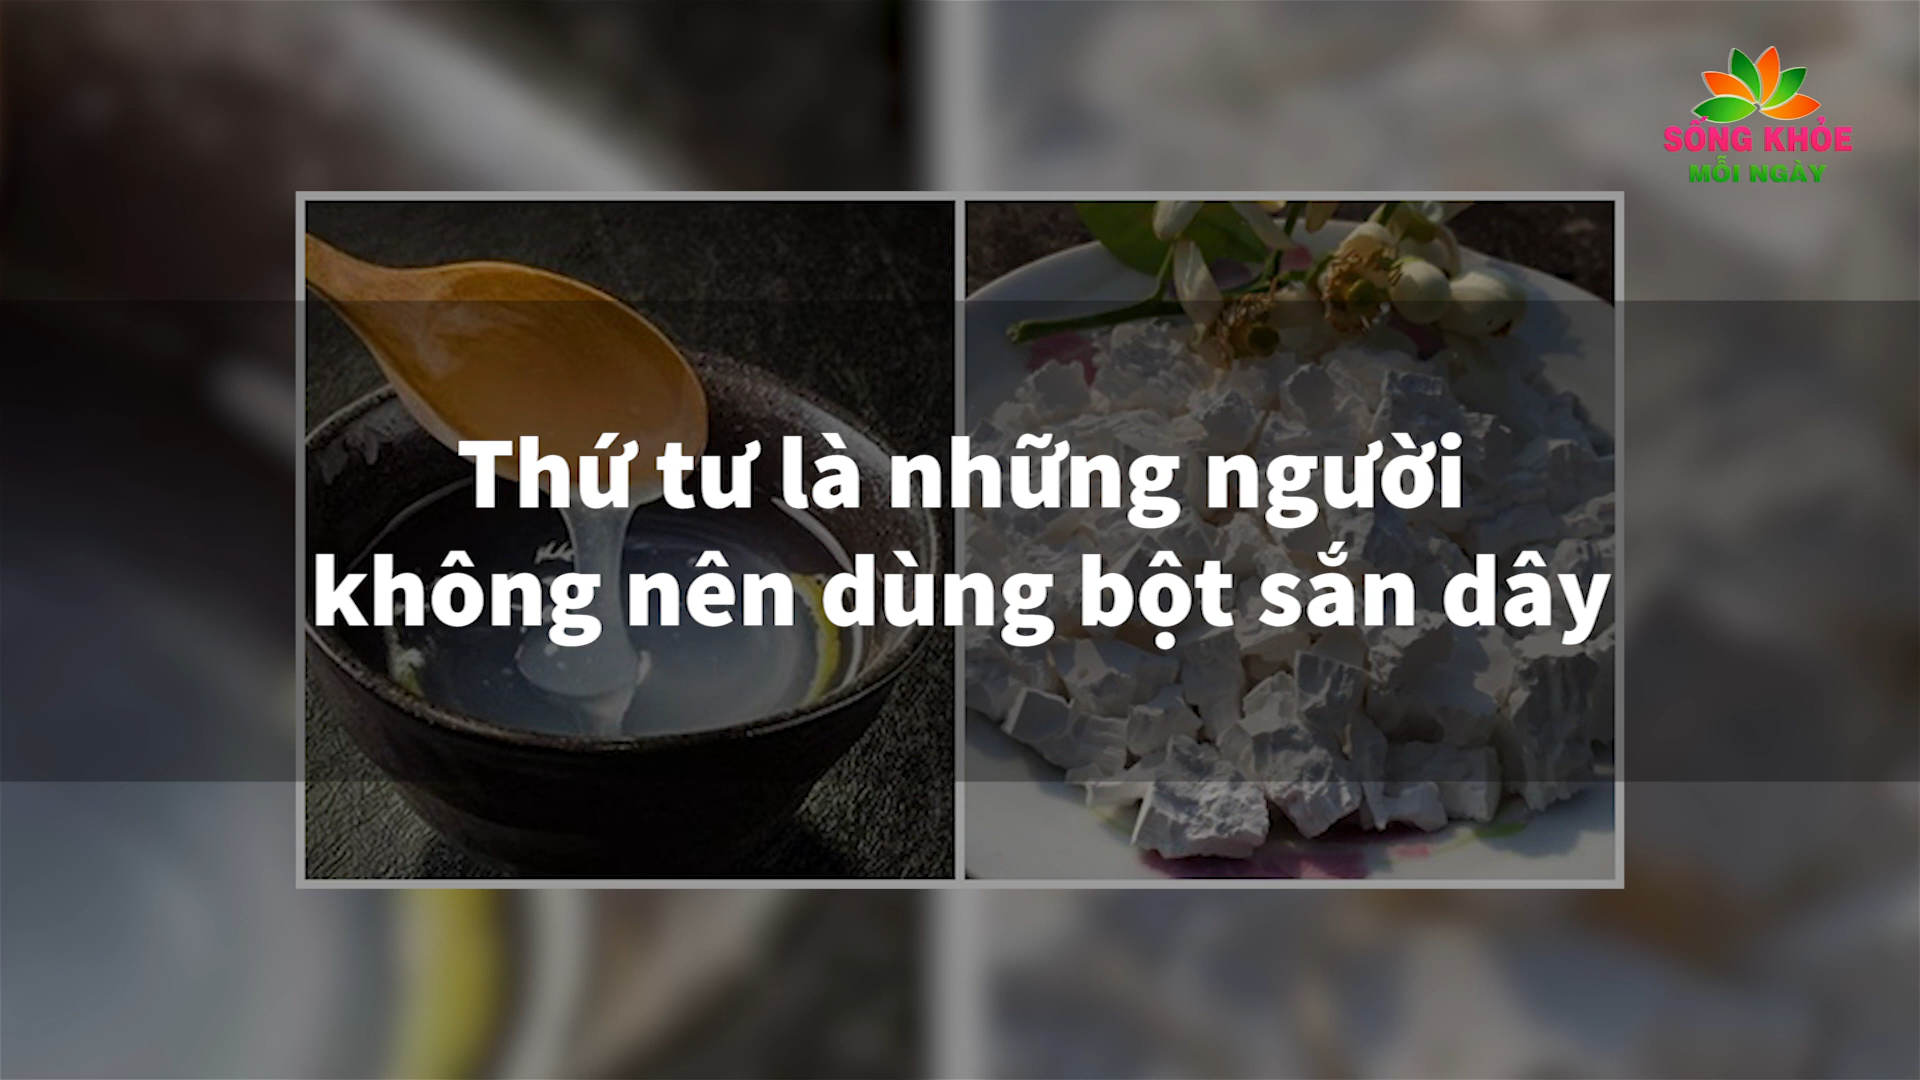 SỐNG KHỎE
MỖI NGÀY
Thứ tư là những người
không nên dùng bột sắn dây